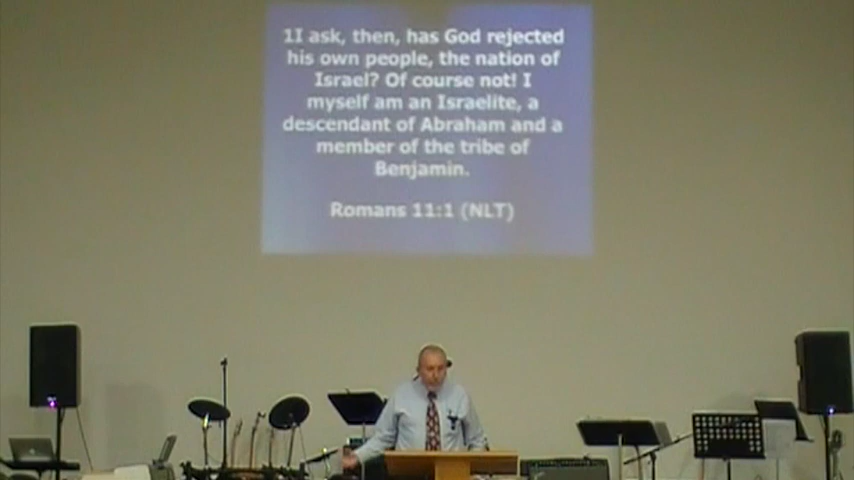 1I ask, then, has God rejected
his own people, the nation of
Israel? Of course not! I
myself am an Israelite, a
descendant of Abraham and a
member of the tribe of
Benjamin.
Romans 11:1 (NLT)